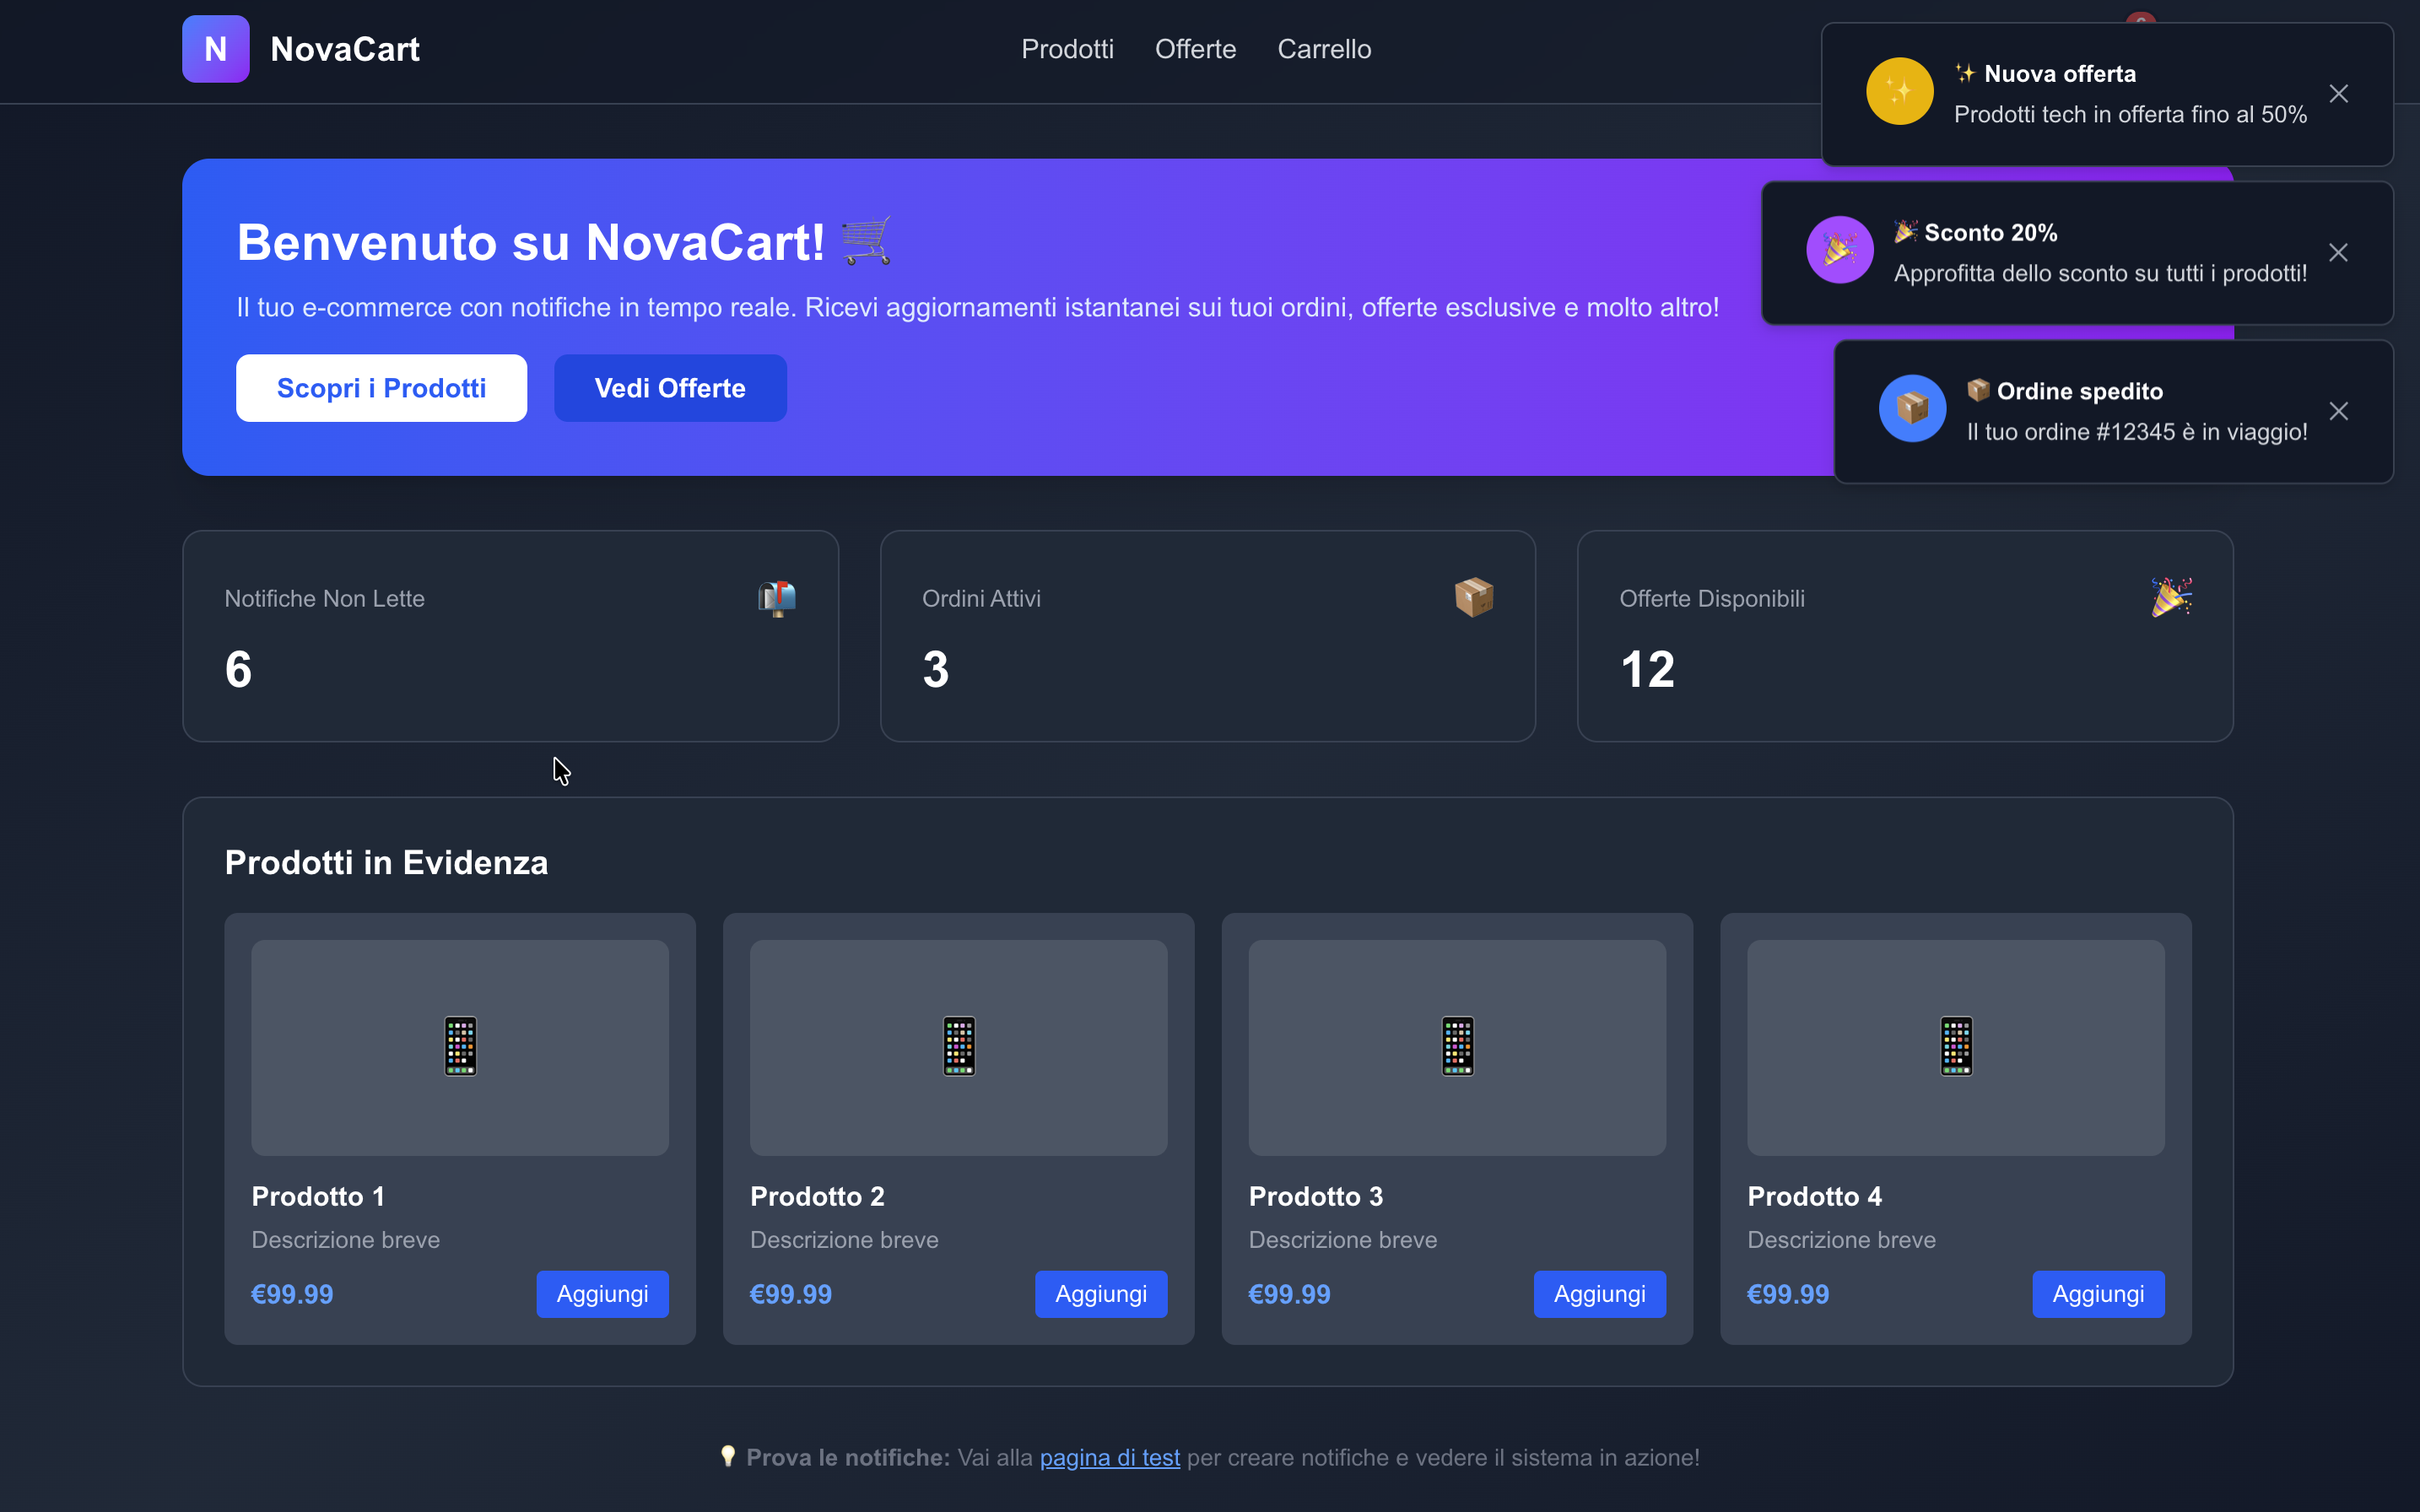 N NovaCart
Prodotti Offerte Carrello
✨ Nuova offerta
Prodotti tech in offerta fino al 50%
🎉 Sconto 20%
Approfitta dello sconto su tutti i prodotti!
📦 Ordine spedito
Il tuo ordine #12345 è in viaggio!
Benvenuto su NovaCart! 🛒
Il tuo e-commerce con notifiche in tempo reale. Ricevi aggiornamenti istantanei sui tuoi ordini, offerte esclusive e molto altro!
Scopri i Prodotti
Vedi Offerte
Notifiche Non Lette
6
Ordini Attivi
3
Offerte Disponibili
12
Prodotti in Evidenza
Prodotto 1
Descrizione breve
€99.99 Aggiungi
Prodotto 2
Descrizione breve
€99.99 Aggiungi
Prodotto 3
Descrizione breve
€99.99 Aggiungi
Prodotto 4
Descrizione breve
€99.99 Aggiungi
💡 Prova le notifiche: Vai alla pagina di test per creare notifiche e vedere il sistema in azione!